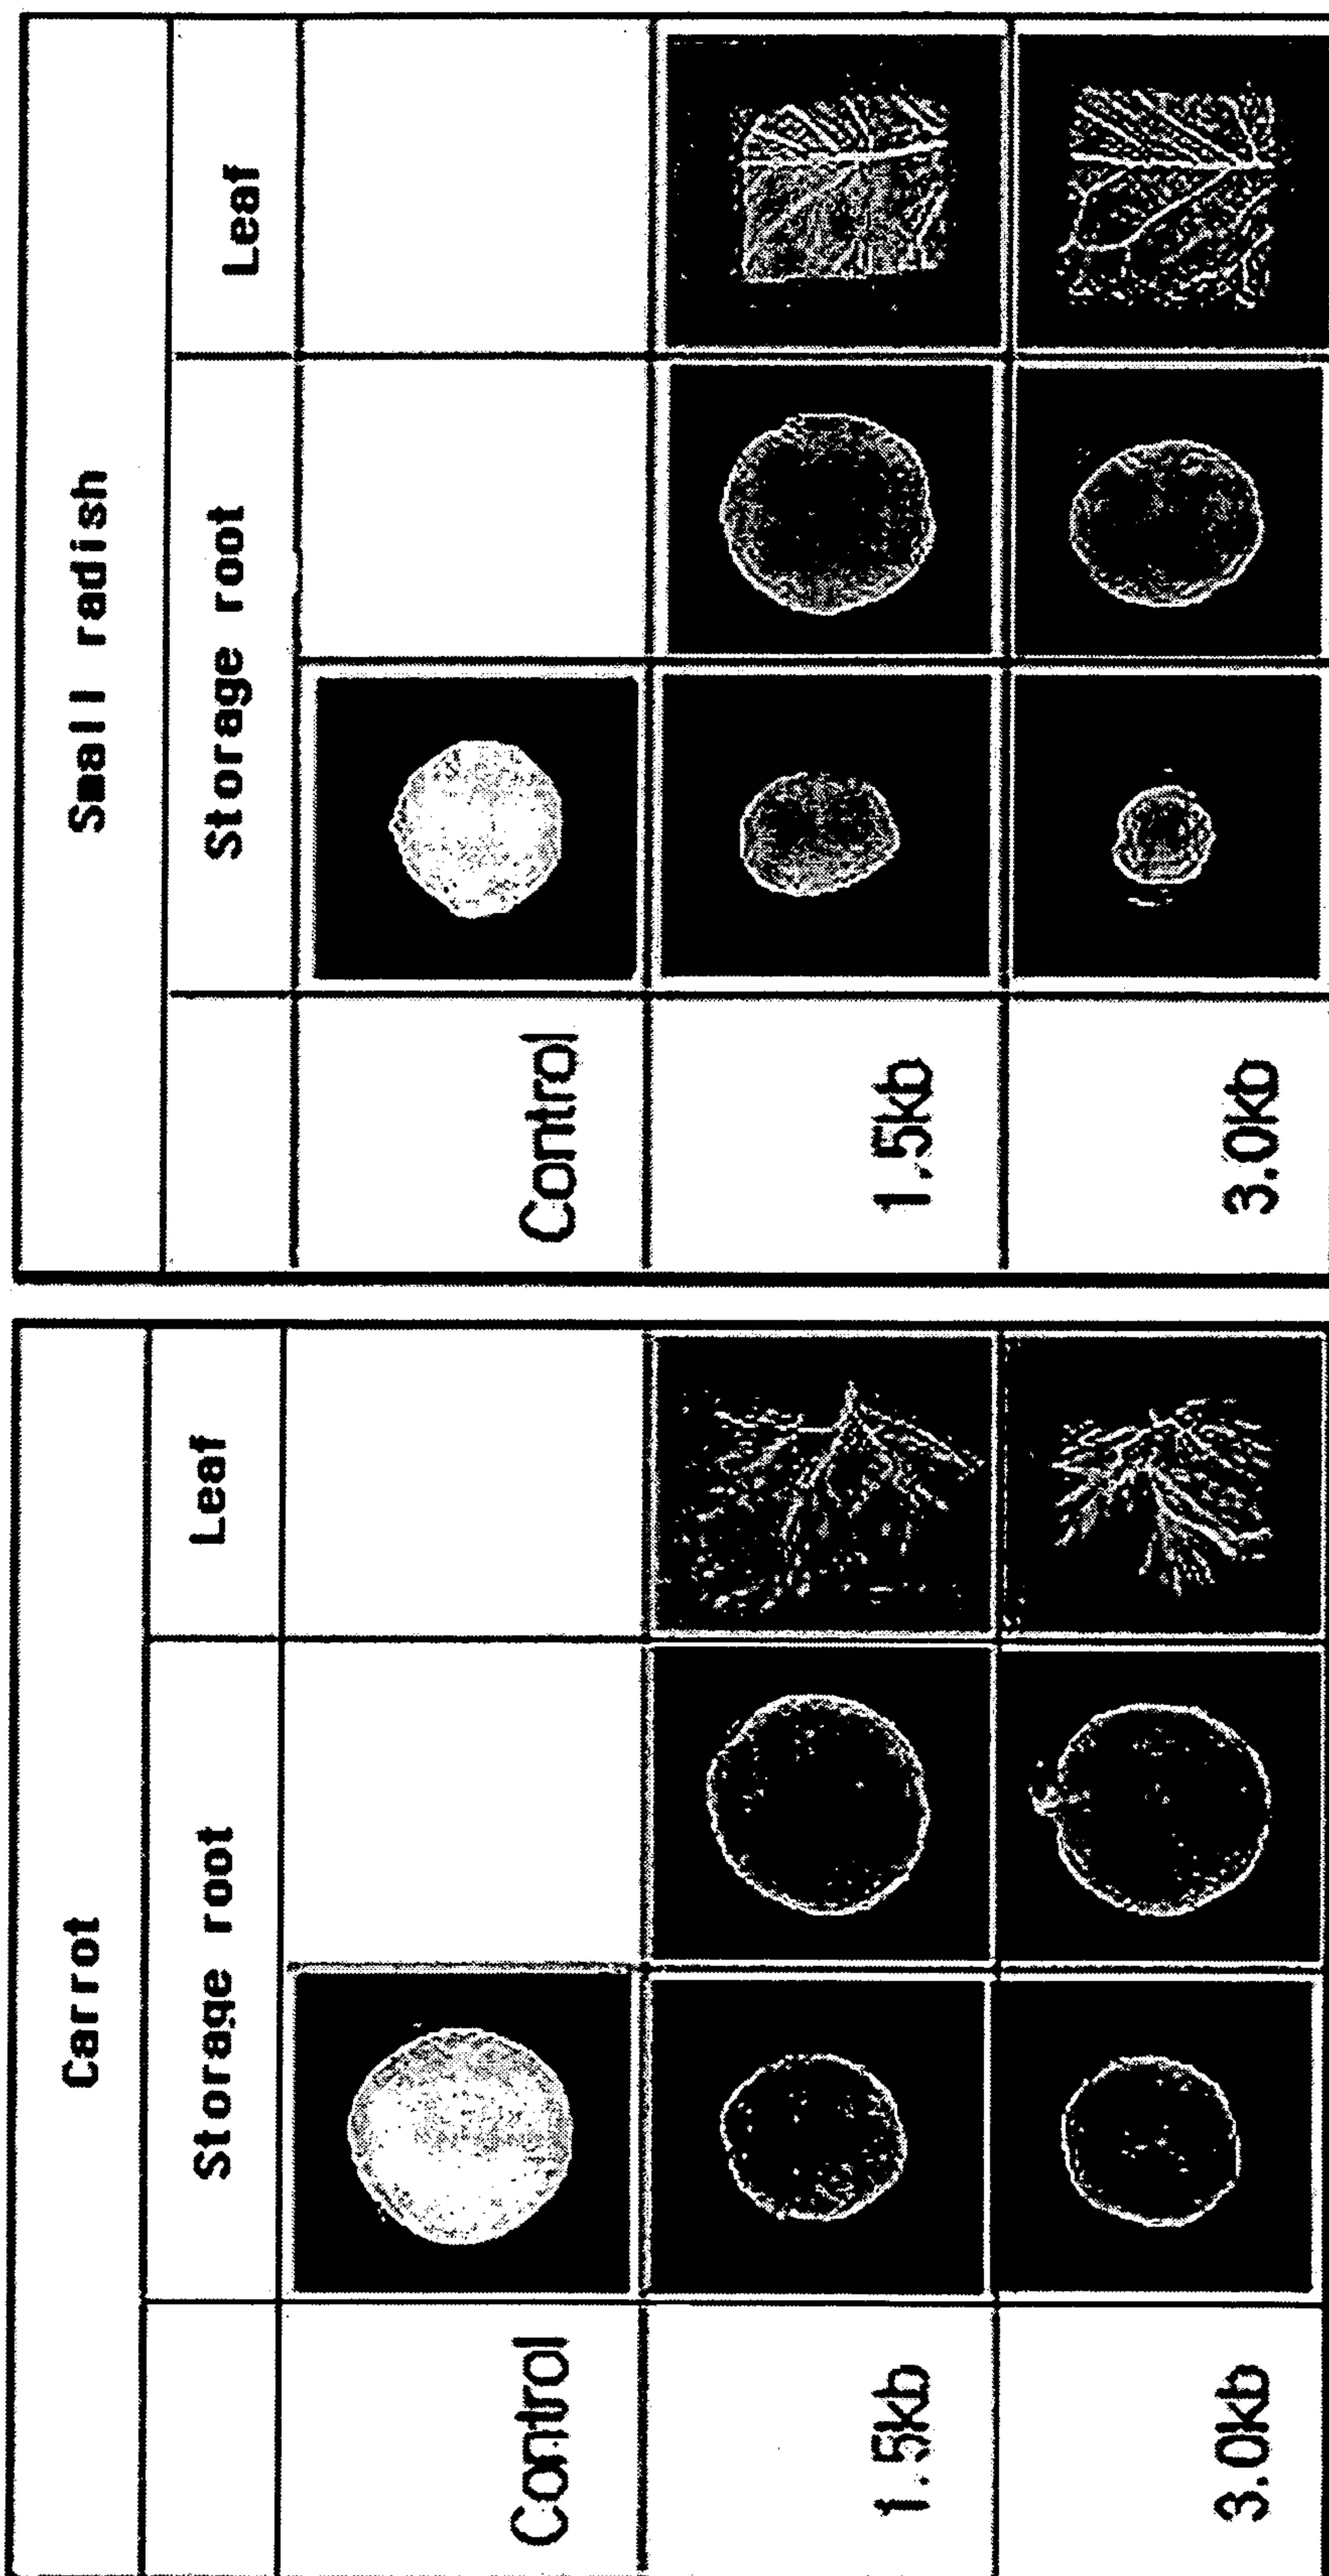 Carrot
Storage root
Leaf
Control
1.5kb
3.0kb
Small radish
Storage root
Leaf
Control
1.5kb
3.0kb